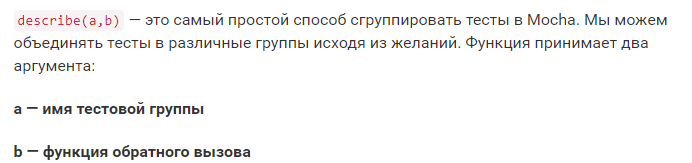 describe(a,b) — это самый простой способ сгруппировать тесты в Mocha. Мы можем
объединять тесты в различные группы исходя из желаний. Функция принимает два
аргумента:
a — имя тестовой группы
b — функция обратного вызова